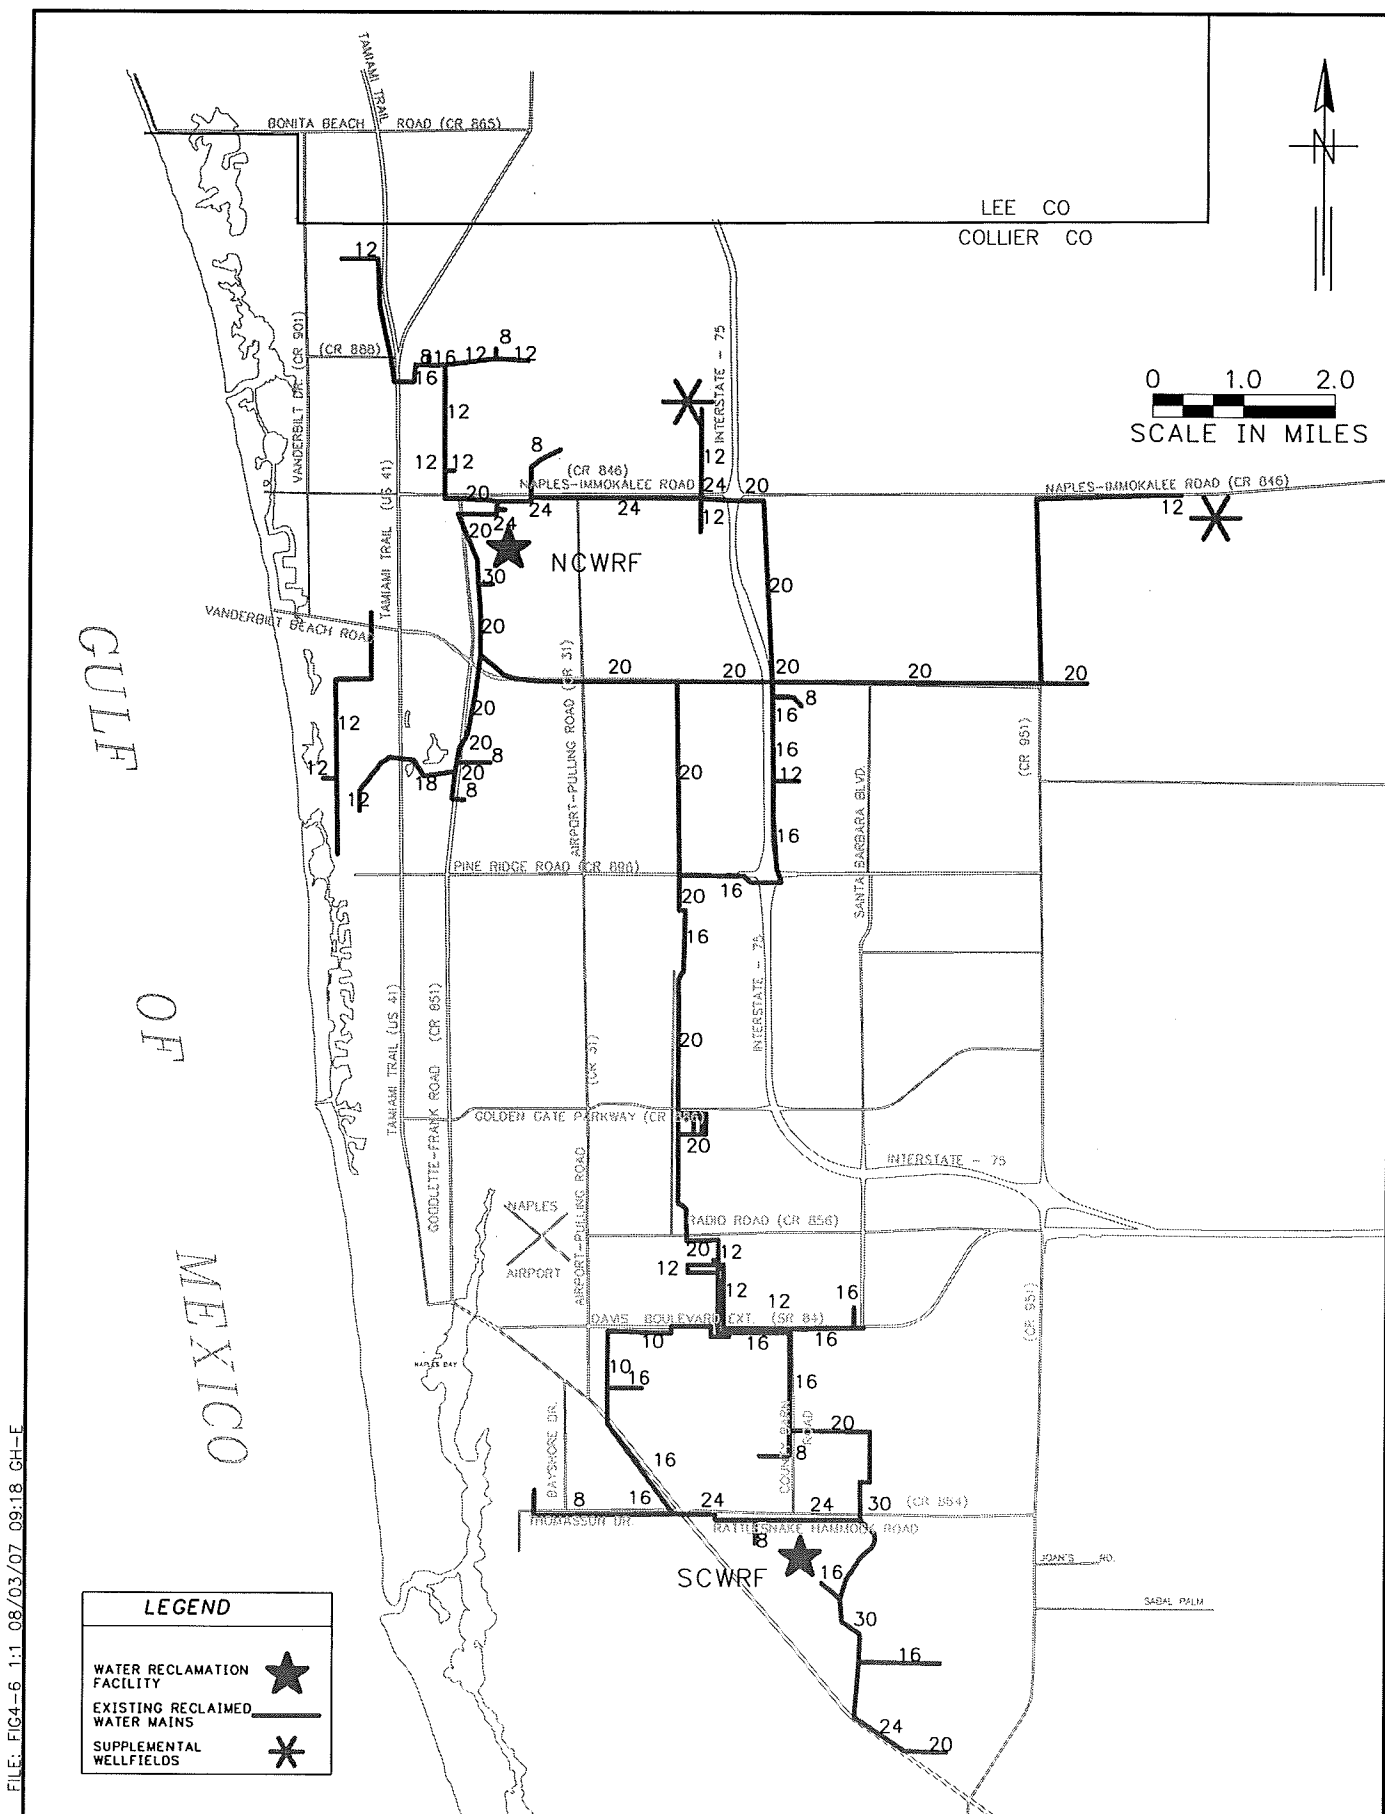 TAMIAMI TRAIL
BONITA BEACH ROAD (CR 865)
LEE CO
COLLIER CO
N
12
VANDERBILT DR. (CR 901)
(CR 888)
8
16
12
8
12
16
12
INTERSTATE - 75
0 1.0 2.0
SCALE IN MILES
12
12
12
8
(CR 846)
NAPLES-IMMOKALEE ROAD
24
20
NAPLES-IMMOKALEE ROAD (CR 846)
12
TAMIAMI TRAIL (US 41)
20
24
24
24
12
20
NCWRF
30
20
VANDERBILT BEACH ROAD
20
20
20
20
20
20
AIRPORT-PULLING ROAD (CR 31)
8
16
12
20
16
(CR 951)
12
20
8
18
20
12
8
20
12
SANTA BARBARA BLVD.
16
PINE RIDGE ROAD (CR 896)
16
20
16
INTERSTATE - 75
GULF
OF
MEXICO
TAMIAMI TRAIL (US 41)
GOODLETTE-FRANK ROAD (CR 851)
20
(CR 31)
GOLDEN GATE PARKWAY (CR
20
INTERSTATE - 75
AIRPORT-PULLING ROAD
NAPLES
AIRPORT
RADIO ROAD (CR 856)
20
12
12
12
12
16
DAVIS BOULEVARD EXT. (SR 84)
10
16
16
(CR 951)
NAPLES BAY
10
16
16
BAYSHORE DR.
COUNTY BARN ROAD
20
8
16
8
16
24
24
30
(CR 864)
THOMASSON DR.
RATTLESNAKE HAMMOCK ROAD
8
SCWRF
16
RD.
SABAL PALM
30
16
24
20
LEGEND
WATER RECLAMATION
FACILITY
EXISTING RECLAIMED
WATER MAINS
SUPPLEMENTAL
WELLFIELDS
FILE: FIG4-6 1:1 08/03/07 09:18 GH-E